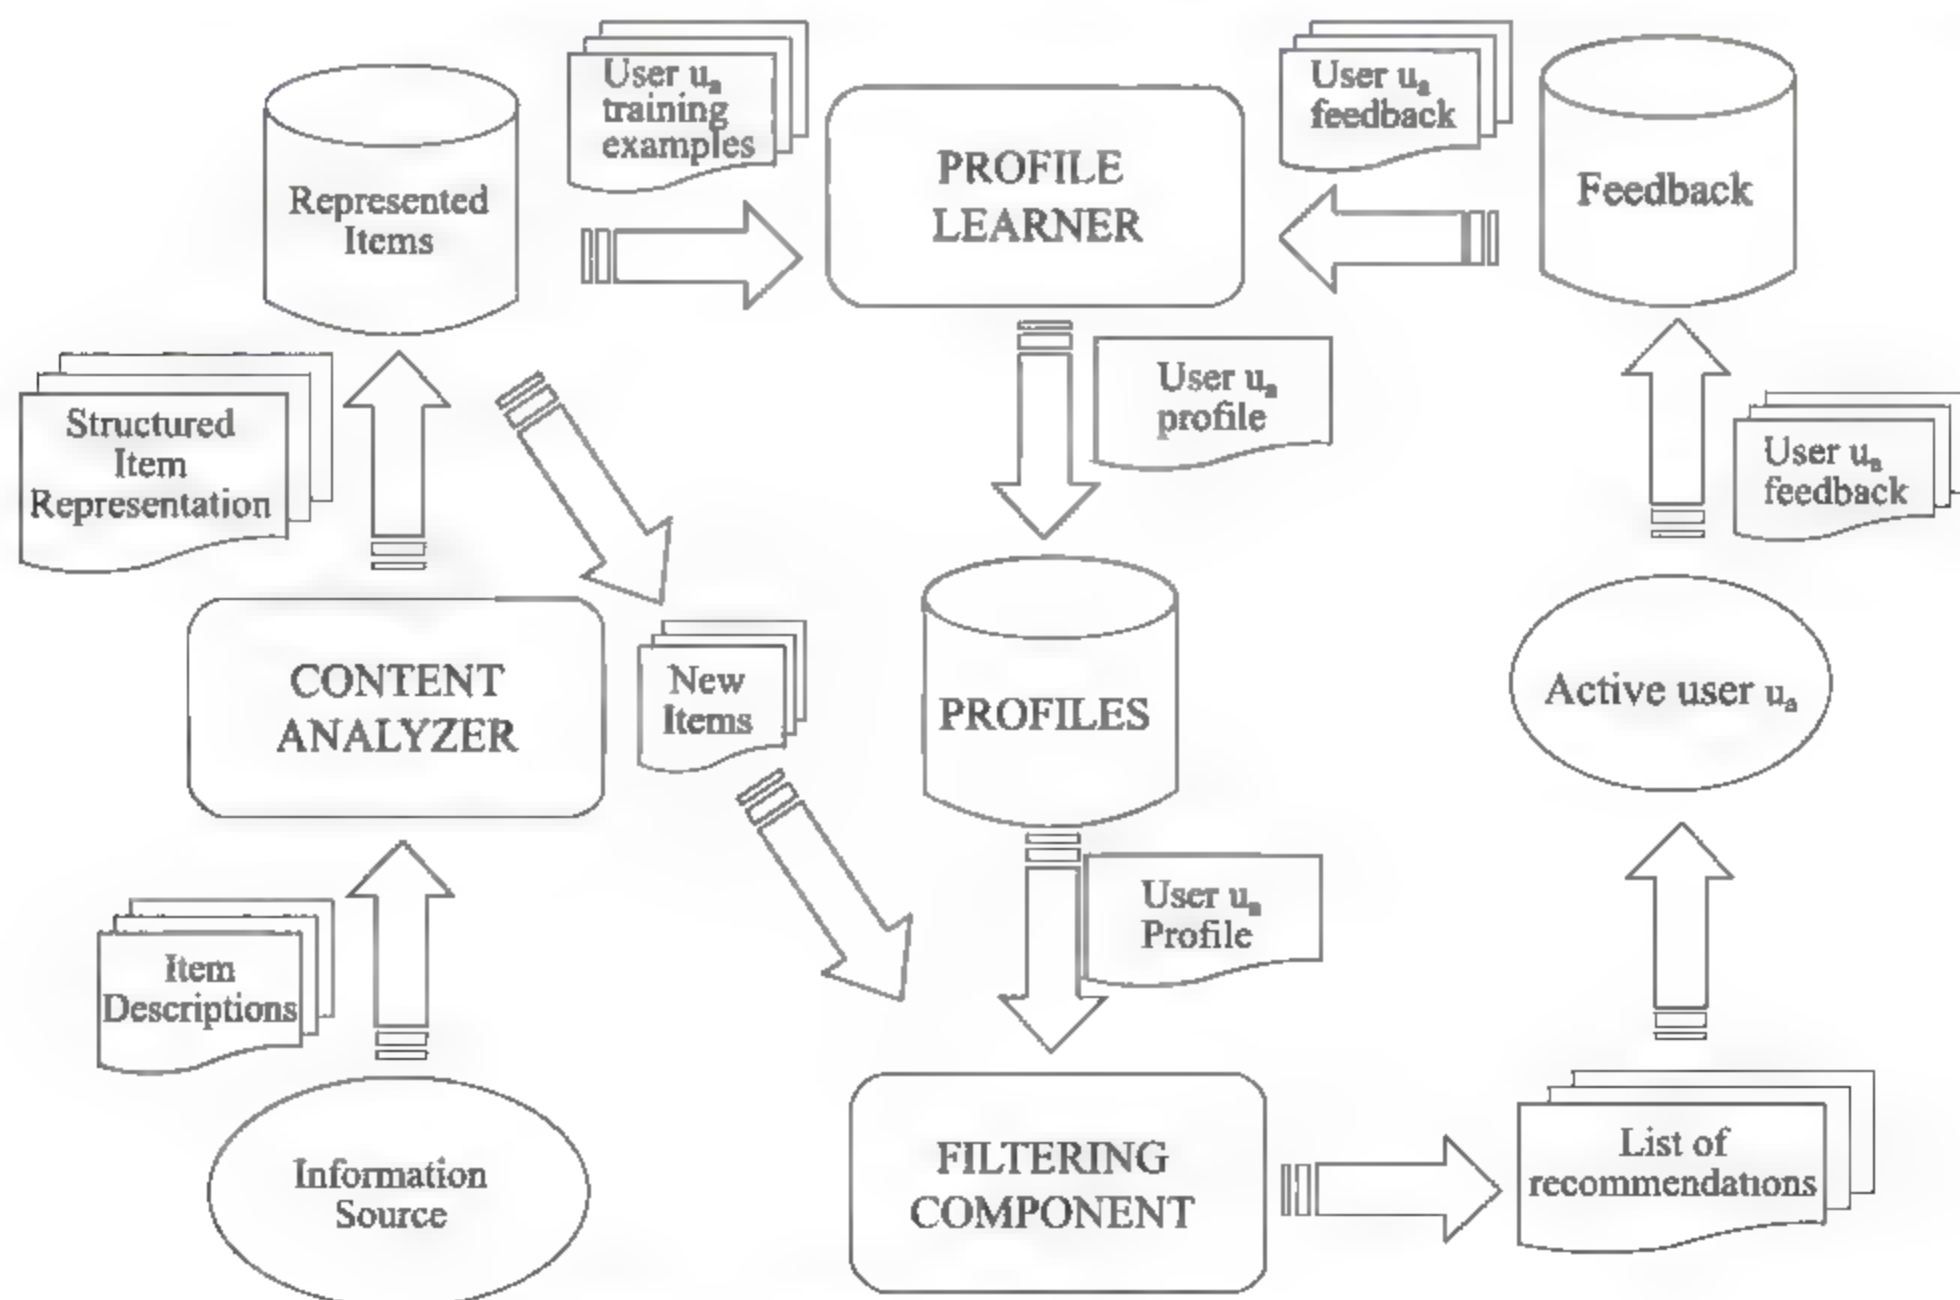 User uₐ
training
examples
User uₐ
feedback
PROFILE
LEARNER
Feedback
Represented
Items
User uₐ
profile
Structured
Item
Representation
User uₐ
feedback
CONTENT
ANALYZER
New
Items
PROFILES
Active user uₐ
User uₐ
Profile
Item
Descriptions
List of
recommendations
FILTERING
COMPONENT
Information
Source